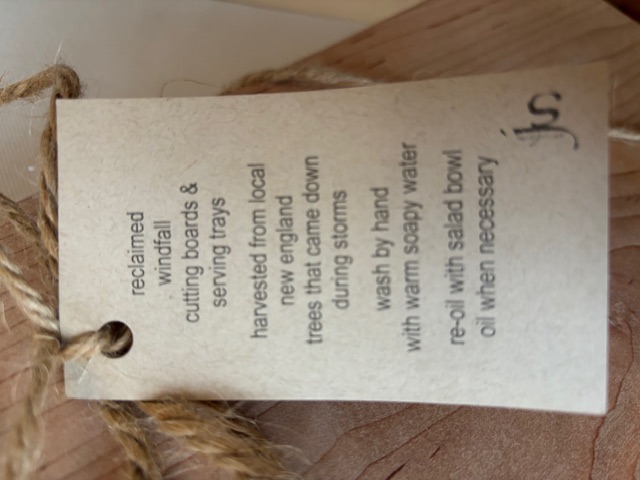 reclaimed
windfall
cutting boards &
serving trays
harvested from local
new england
trees that came down
during storms
wash by hand
with warm soapy water
re-oil with salad bowl
oil when necessary